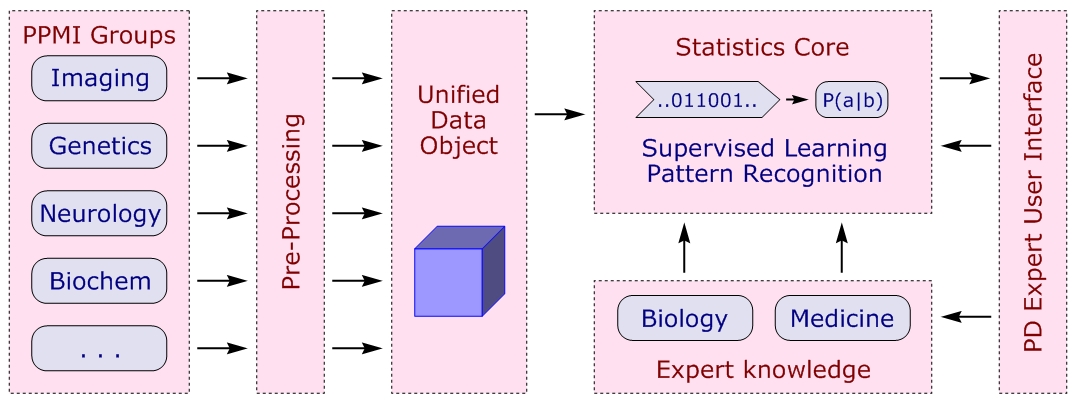 PPMI Groups
Imaging
Genetics
Neurology
Biochem
. . .
Pre-Processing
Unified
Data
Object
Statistics Core
..011001..
P(a|b)
Supervised Learning
Pattern Recognition
Biology
Medicine
Expert knowledge
PD Expert User Interface